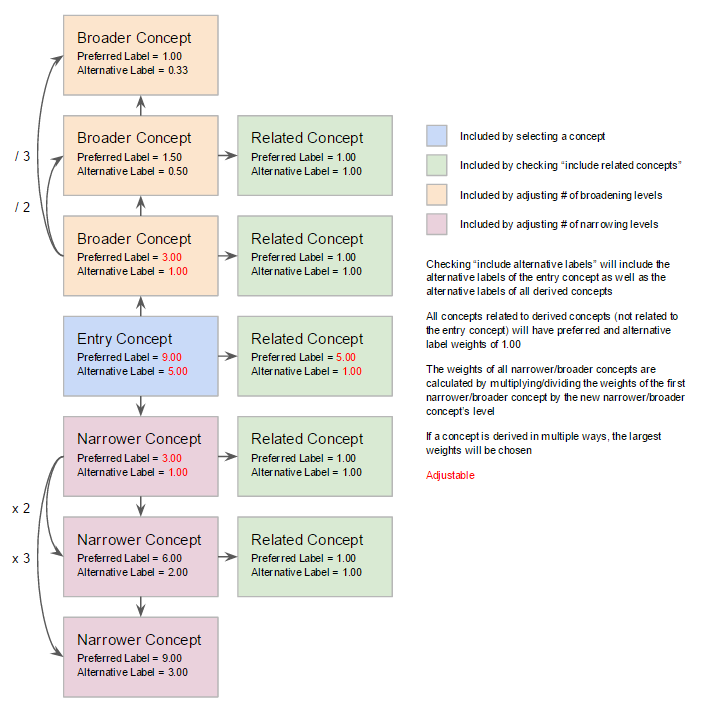 Broader Concept
Preferred Label = 1.00
Alternative Label = 0.33
/ 3
Broader Concept
Preferred Label = 1.50
Alternative Label = 0.50
Related Concept
Preferred Label = 1.00
Alternative Label = 1.00
/ 2
Broader Concept
Preferred Label = 3.00
Alternative Label = 1.00
Related Concept
Preferred Label = 1.00
Alternative Label = 1.00
Entry Concept
Preferred Label = 9.00
Alternative Label = 5.00
Related Concept
Preferred Label = 5.00
Alternative Label = 1.00
Narrower Concept
Preferred Label = 3.00
Alternative Label = 1.00
Related Concept
Preferred Label = 1.00
Alternative Label = 1.00
x 2
Narrower Concept
Preferred Label = 6.00
Alternative Label = 2.00
Related Concept
Preferred Label = 1.00
Alternative Label = 1.00
x 3
Narrower Concept
Preferred Label = 9.00
Alternative Label = 3.00
Included by selecting a concept
Included by checking “include related concepts”
Included by adjusting # of broadening levels
Included by adjusting # of narrowing levels
Checking “include alternative labels” will include the
alternative labels of the entry concept as well as the
alternative labels of all derived concepts
All concepts related to derived concepts (not related to
the entry concept) will have preferred and alternative
label weights of 1.00
The weights of all narrower/broader concepts are
calculated by multiplying/dividing the weights of the first
narrower/broader concept by the new narrower/broader
concept's level
If a concept is derived in multiple ways, the largest
weights will be chosen
Adjustable